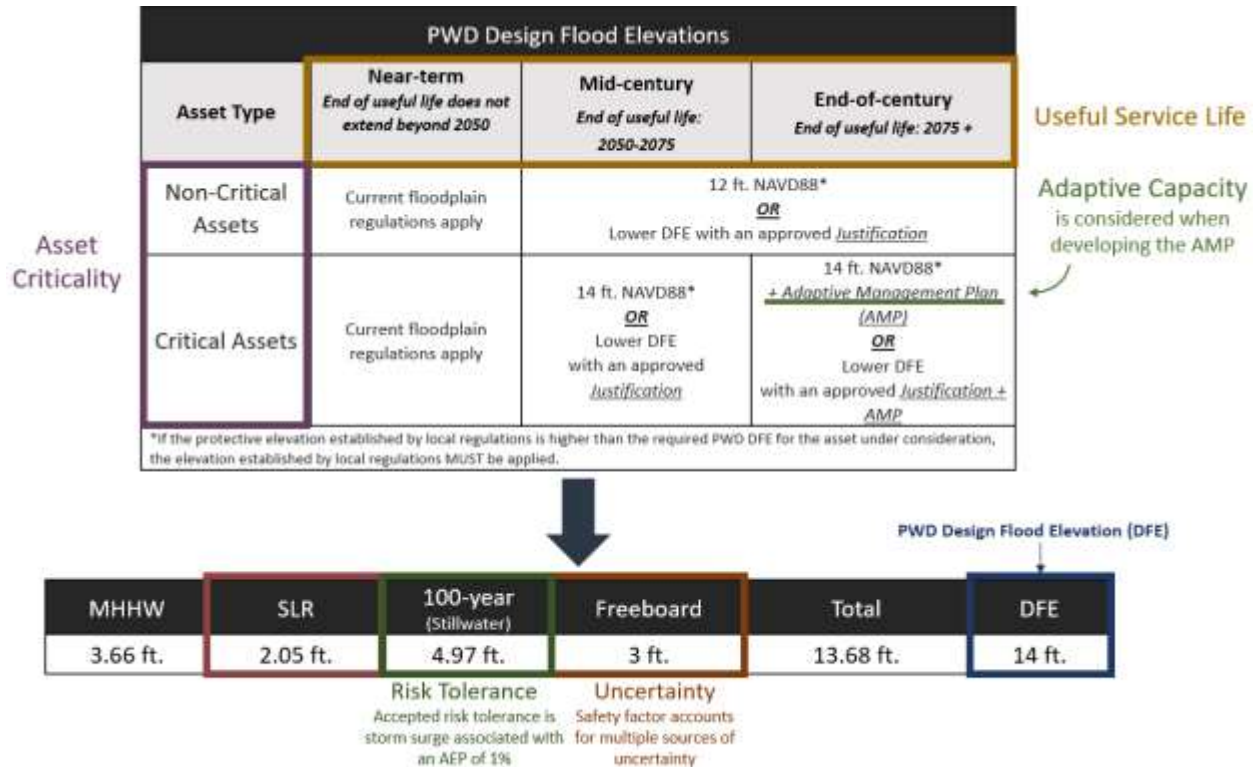 PWD Design Flood Elevations
Asset Type
Near-term
End of useful life does not
extend beyond 2050
Mid-century
End of useful life:
2050-2075
End-of-century
End of useful life: 2075 +
Useful Service Life
Asset
Criticality
Non-Critical
Assets
Current floodplain
regulations apply
12 ft. NAVD88*
OR
Lower DFE with an approved Justification
Adaptive Capacity
is considered when
developing the AMP
Critical Assets
Current floodplain
regulations apply
14 ft. NAVD88*
OR
Lower DFE
with an approved
Justification
14 ft. NAVD88*
+ Adaptive Management Plan
(AMP)
OR
Lower DFE
with an approved Justification +
AMP
*If the protective elevation established by local regulations is higher than the required PWD DFE for the asset under consideration,
the elevation established by local regulations MUST be applied.
PWD Design Flood Elevation (DFE)
MHHW
SLR
100-year
(Stillwater)
Freeboard
Total
DFE
3.66 ft.
2.05 ft.
4.97 ft.
3 ft.
13.68 ft.
14 ft.
Risk Tolerance
Accepted risk tolerance is
storm surge associated with
an AEP of 1%
Uncertainty
Safety factor accounts
for multiple sources of
uncertainty